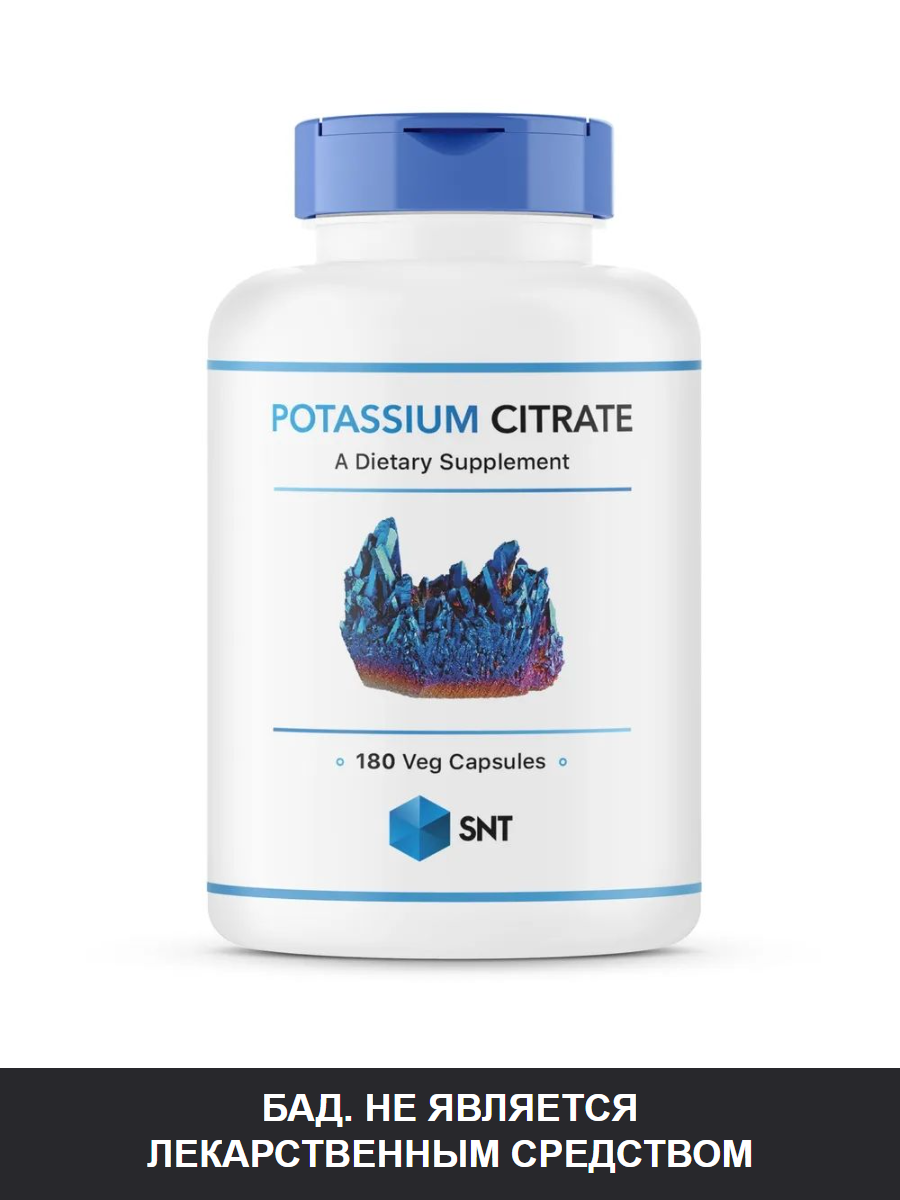 POTASSIUM CITRATE
A Dietary Supplement
180 Veg Capsules
SNT
БАД. НЕ ЯВЛЯЕТСЯ
ЛЕКАРСТВЕННЫМ СРЕДСТВОМ